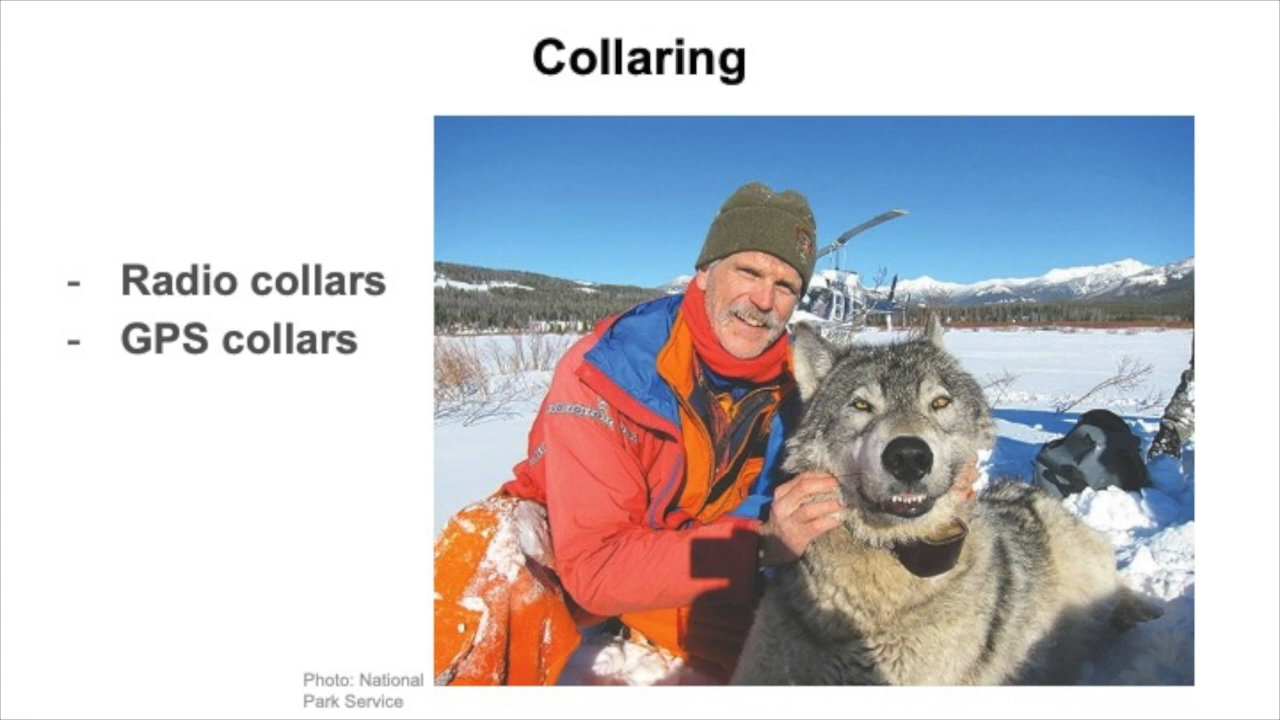 Collaring
- Radio collars
- GPS collars
Photo: National
Park Service